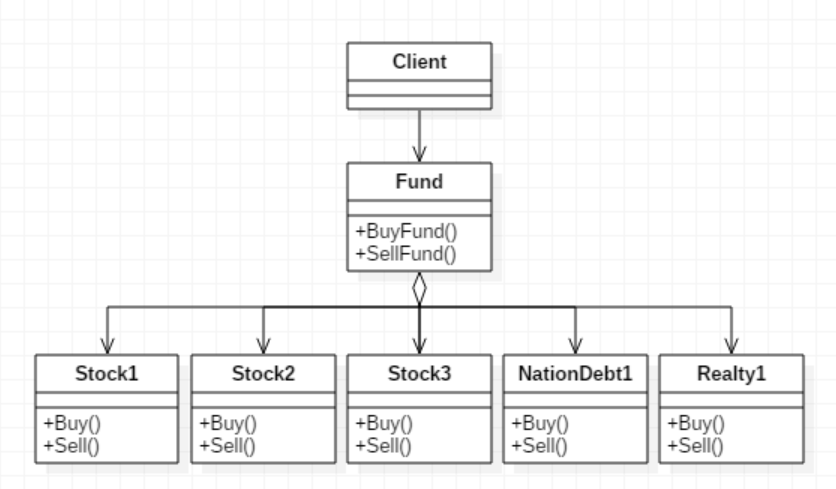 Client
Fund
+BuyFund()
+SellFund()
Stock1
+Buy()
+Sell()
Stock2
+Buy()
+Sell()
Stock3
+Buy()
+Sell()
NationDebt1
+Buy()
+Sell()
Realty1
+Buy()
+Sell()